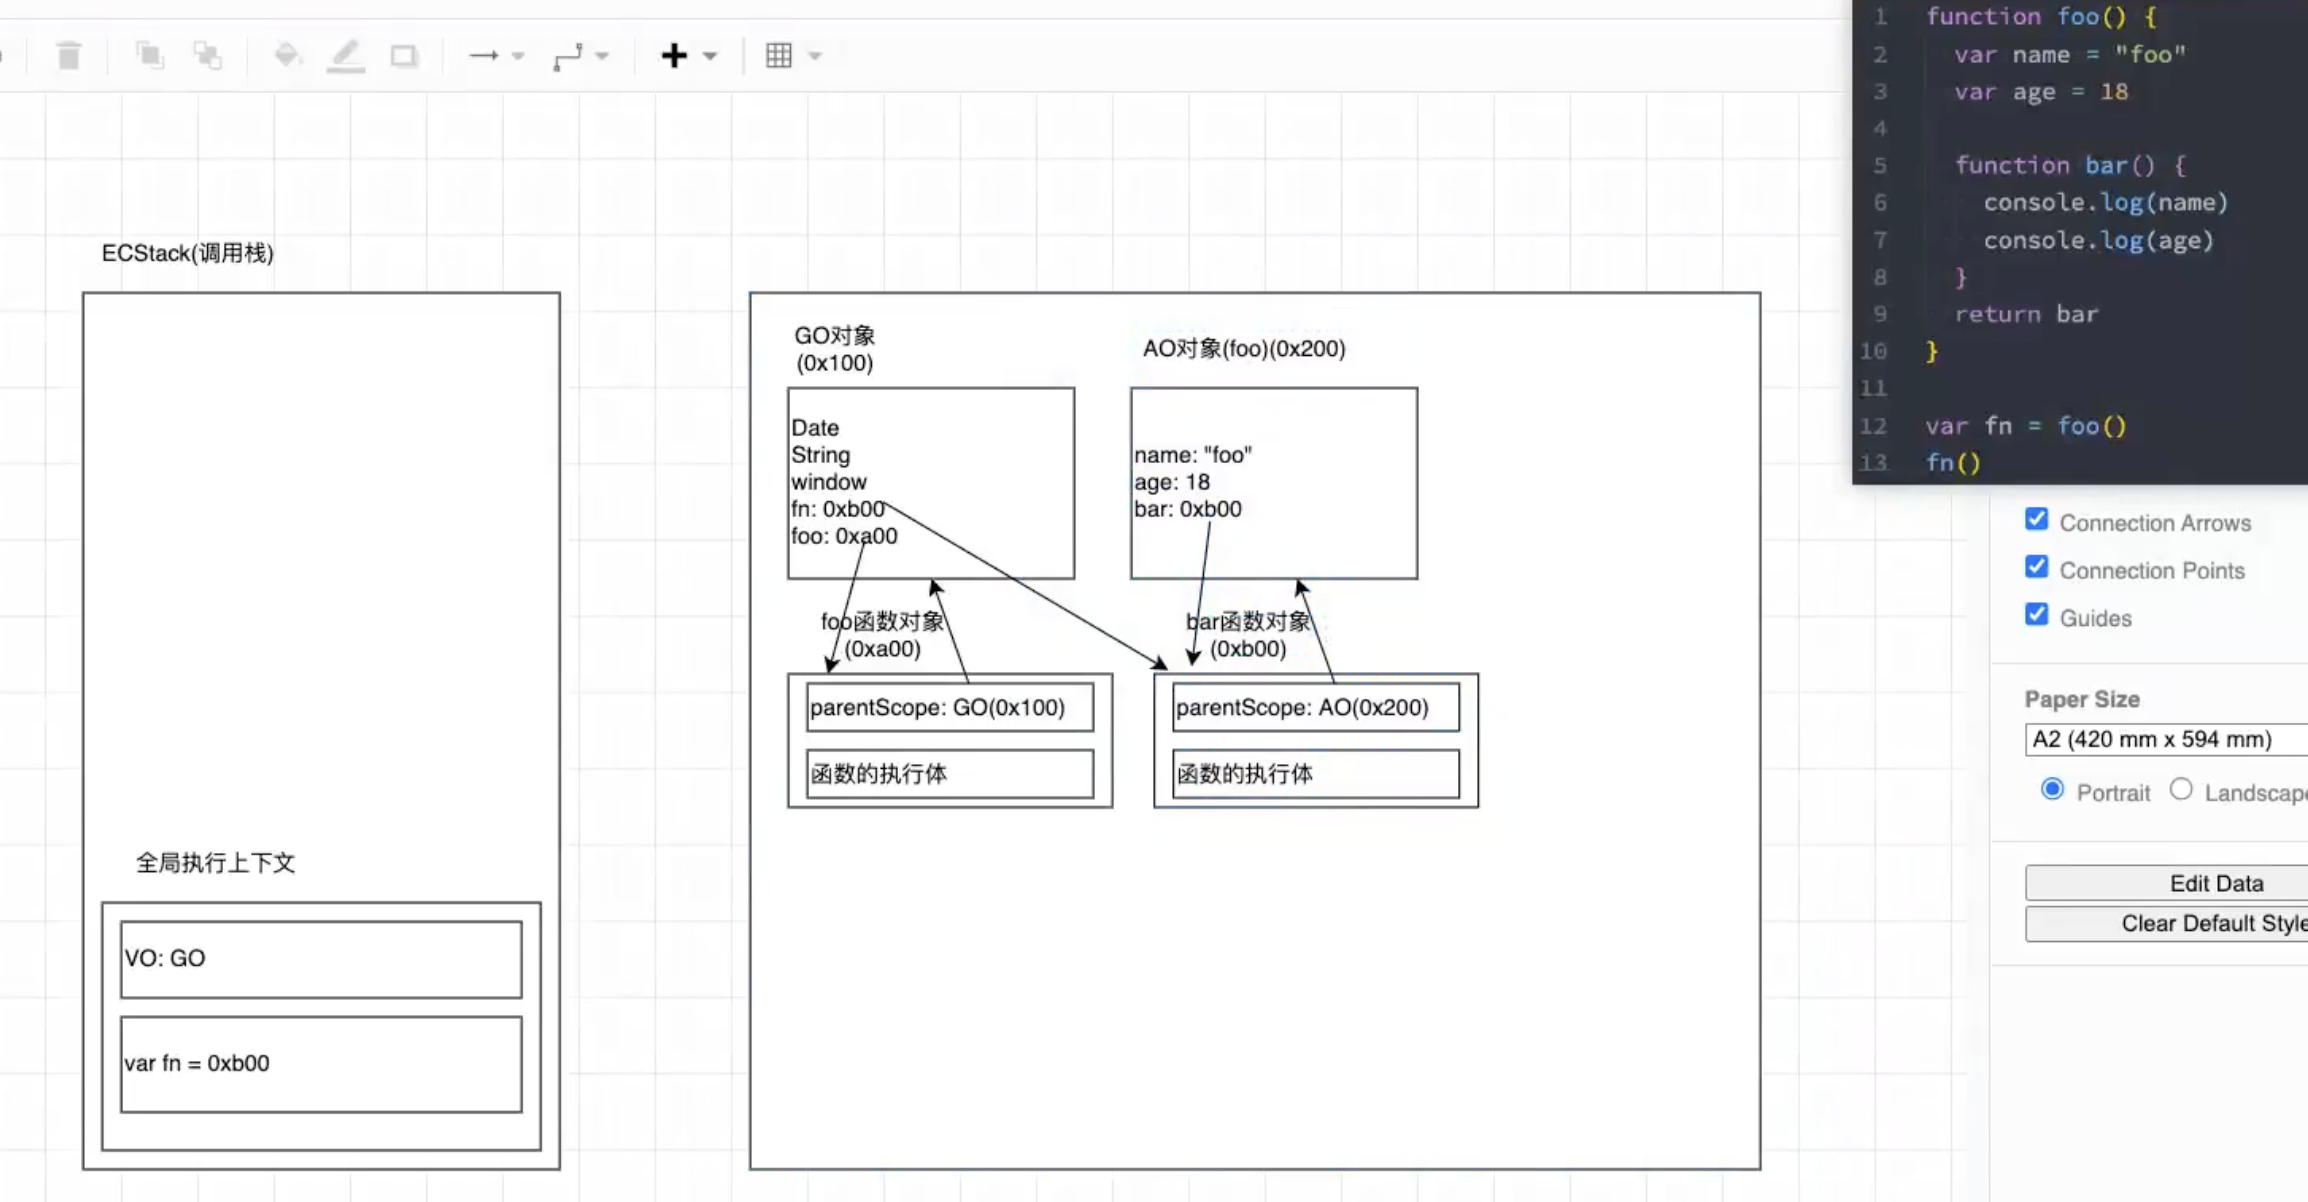 ECStack(调用栈)
全局执行上下文
VO: GO
var fn = 0xb00
GO对象
(0x100)
Date
String
window
fn: 0xb00
foo: 0xa00
AO对象(foo)(0x200)
name: "foo"
age: 18
bar: 0xb00
foo函数对象
(0xa00)
parentScope: GO(0x100)
函数的执行体
bar函数对象
(0xb00)
parentScope: AO(0x200)
函数的执行体
1 function foo() {
2 var name = "foo"
3 var age = 18
4
5 function bar() {
6 console.log(name)
7 console.log(age)
8 }
9 return bar
10 }
11
12 var fn = foo()
13 fn()
Connection Arrows
Connection Points
Guides
Paper Size
A2 (420 mm x 594 mm)
Portrait Landscape
Edit Data
Clear Default Style